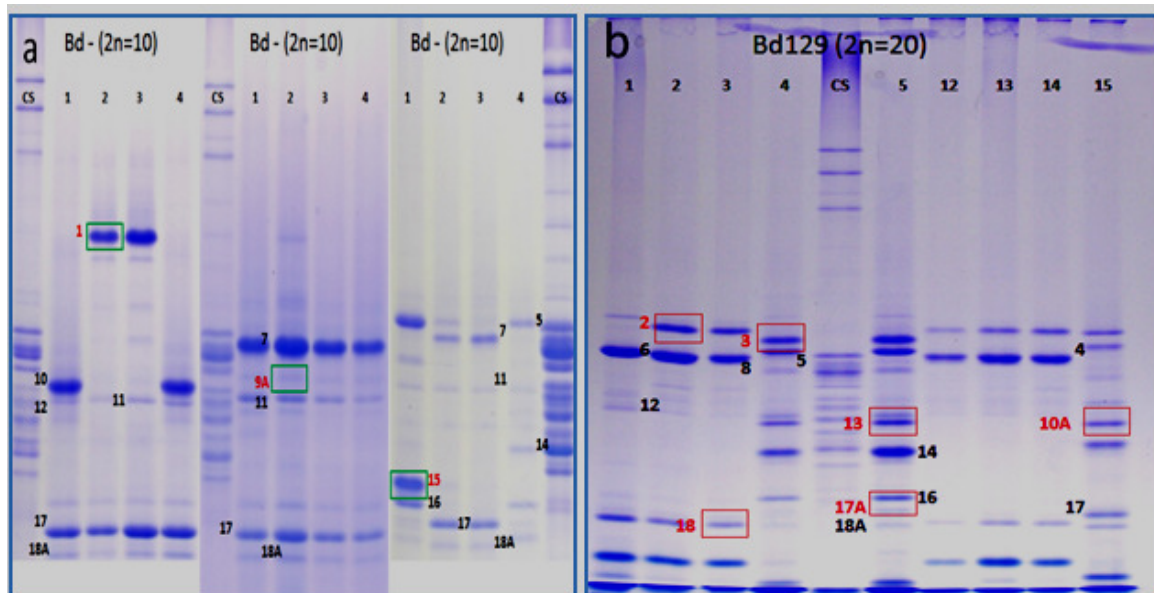 a
Bd - (2n=10) Bd - (2n=10) Bd - (2n=10)
CS 1 2 3 4 CS 1 2 3 4 1 2 3 4 CS
1
5
7 7
10 9A 11
12 11 11
14
15
16
17 17 17
18A 18A 18A
b
Bd129 (2n=20)
1 2 3 4 CS 5 12 13 14 15
2
3
6 8 5 4
12
13 10A
14
16
17A 17
18 18A